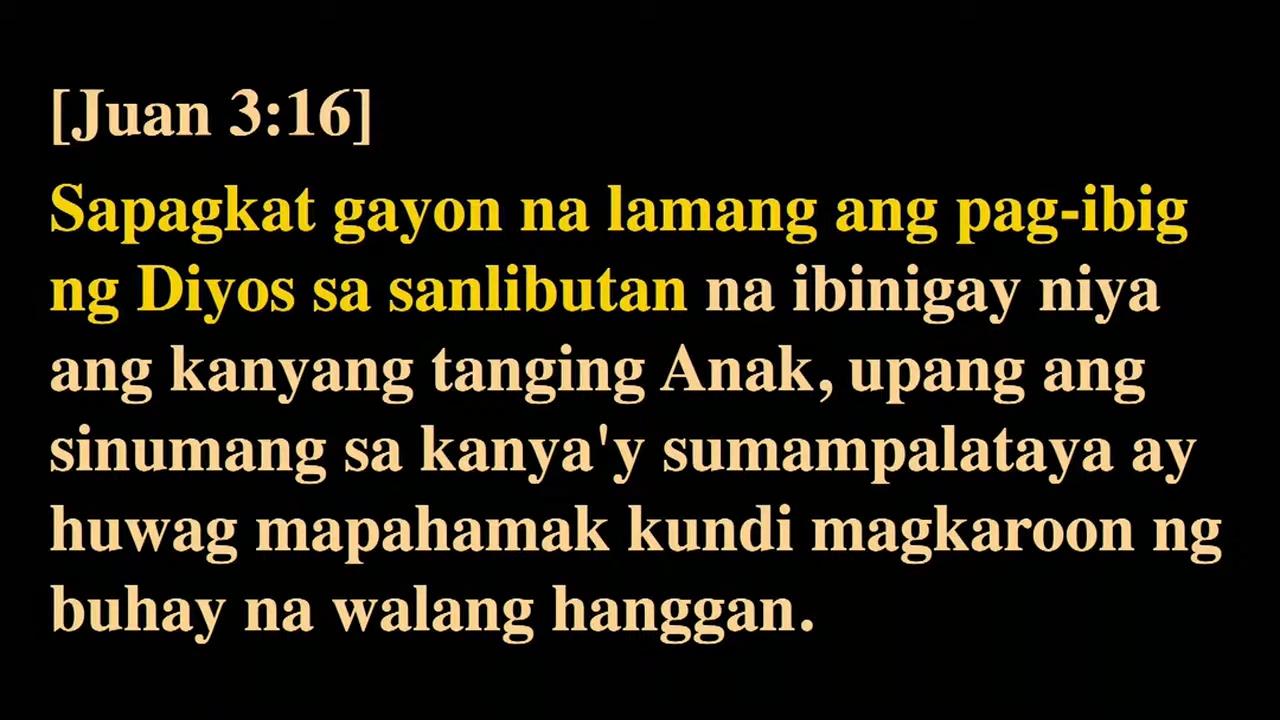 [Juan 3:16]
Sapagkat gayon na lamang ang pag-ibig
ng Diyos sa sanlibutan na ibinigay niya
ang kanyang tanging Anak, upang ang
sinumang sa kanya'y sumampalataya ay
huwag mapahamak kundi magkaroon ng
buhay na walang hanggan.